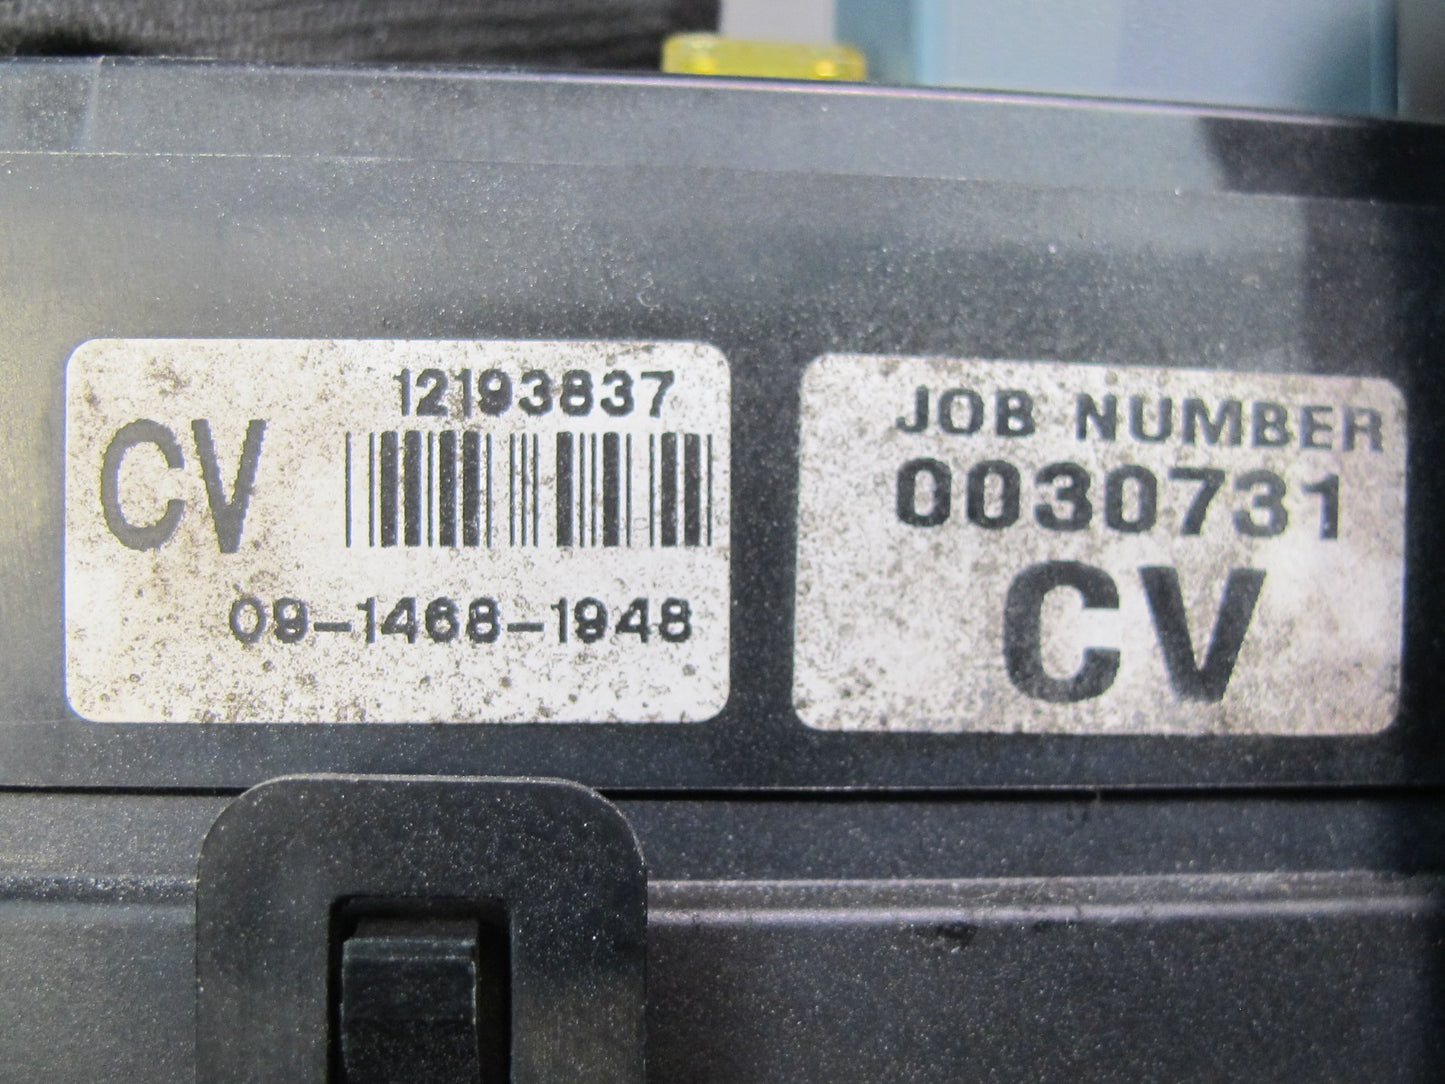 12193837
CV
09-1468-1948
JOB NUMBER
0030731
CV